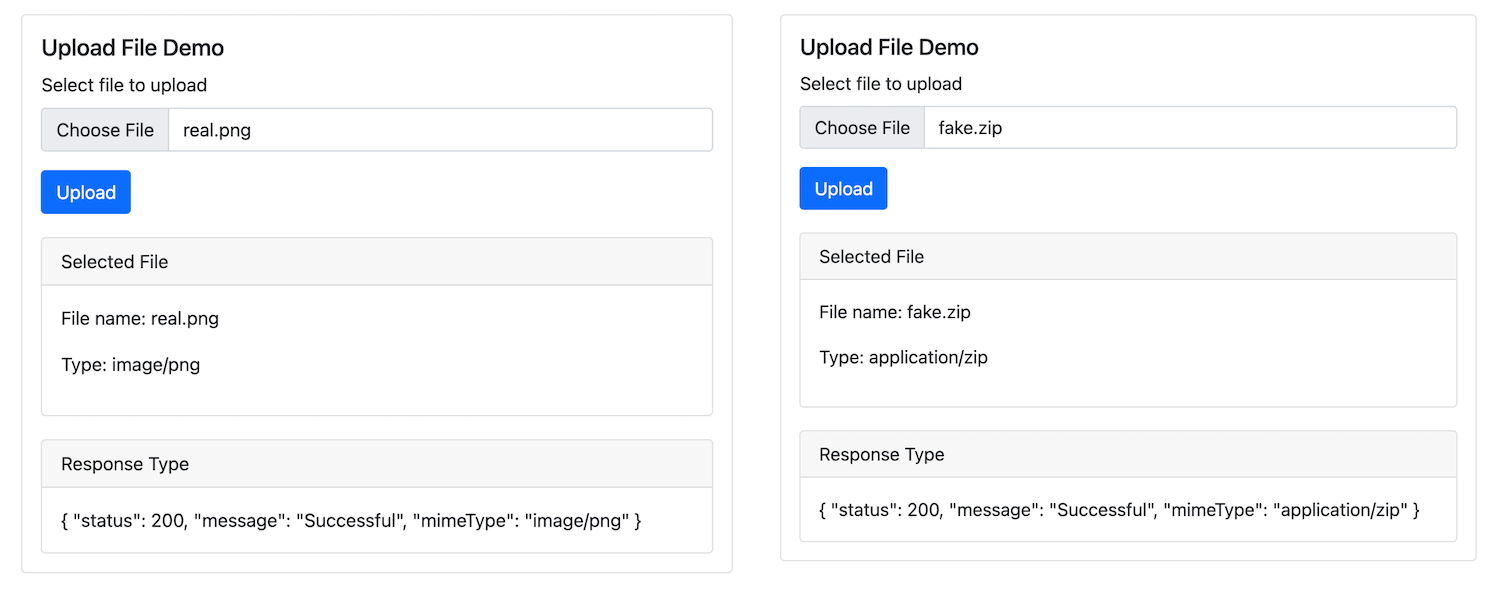 Upload File Demo
Select file to upload
Choose File real.png
Upload
Selected File
File name: real.png
Type: image/png
Response Type
{ "status": 200, "message": "Successful", "mimeType": "image/png" }
Upload File Demo
Select file to upload
Choose File fake.zip
Upload
Selected File
File name: fake.zip
Type: application/zip
Response Type
{ "status": 200, "message": "Successful", "mimeType": "application/zip" }